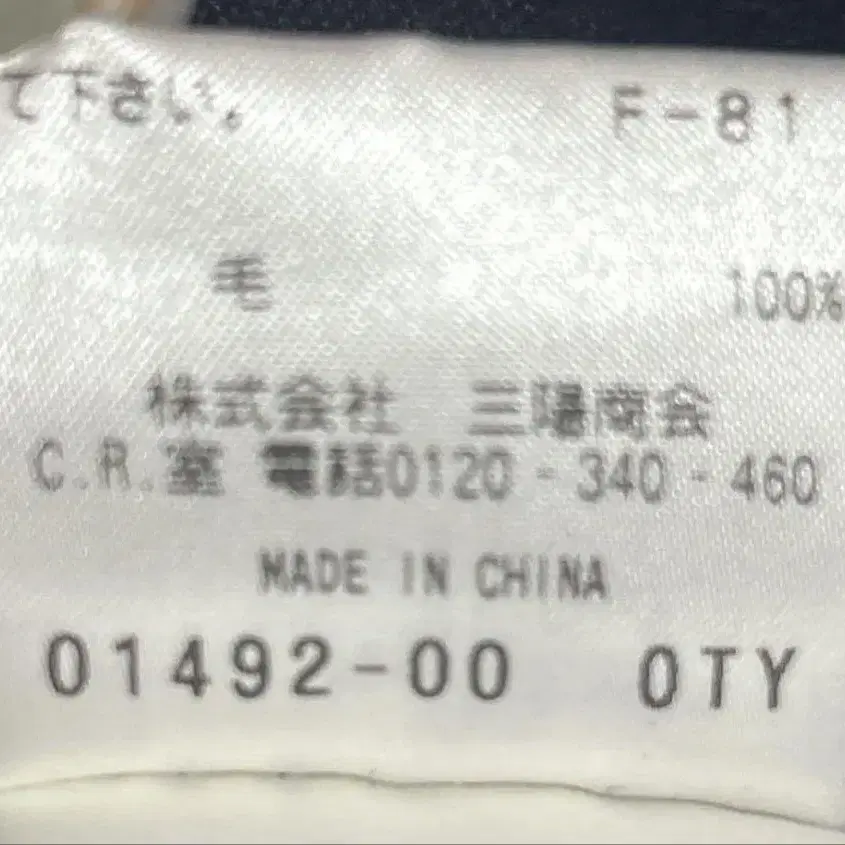 て下さい。 F-81
毛 100%
株式会社 三陽商会
C.R.室 電話0120-340-460
MADE IN CHINA
01492-00 0TY